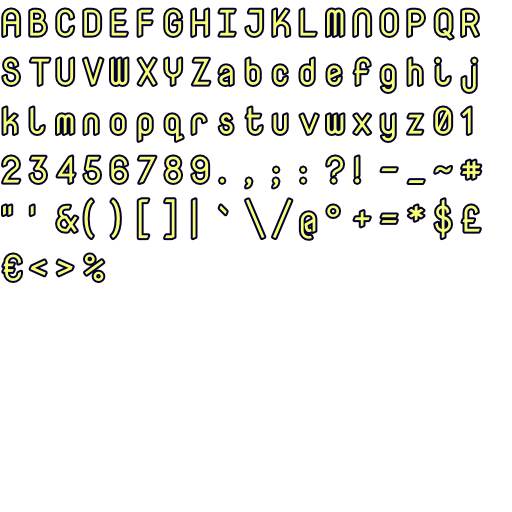 ABCDEFGHIJKLMNOPQR
STUVWXYZabcdefghij
klmnopqrstuvwxyz01
23456789.,;:?!-_~#
"'&()[]|`\/@°+=*$£
€<>%